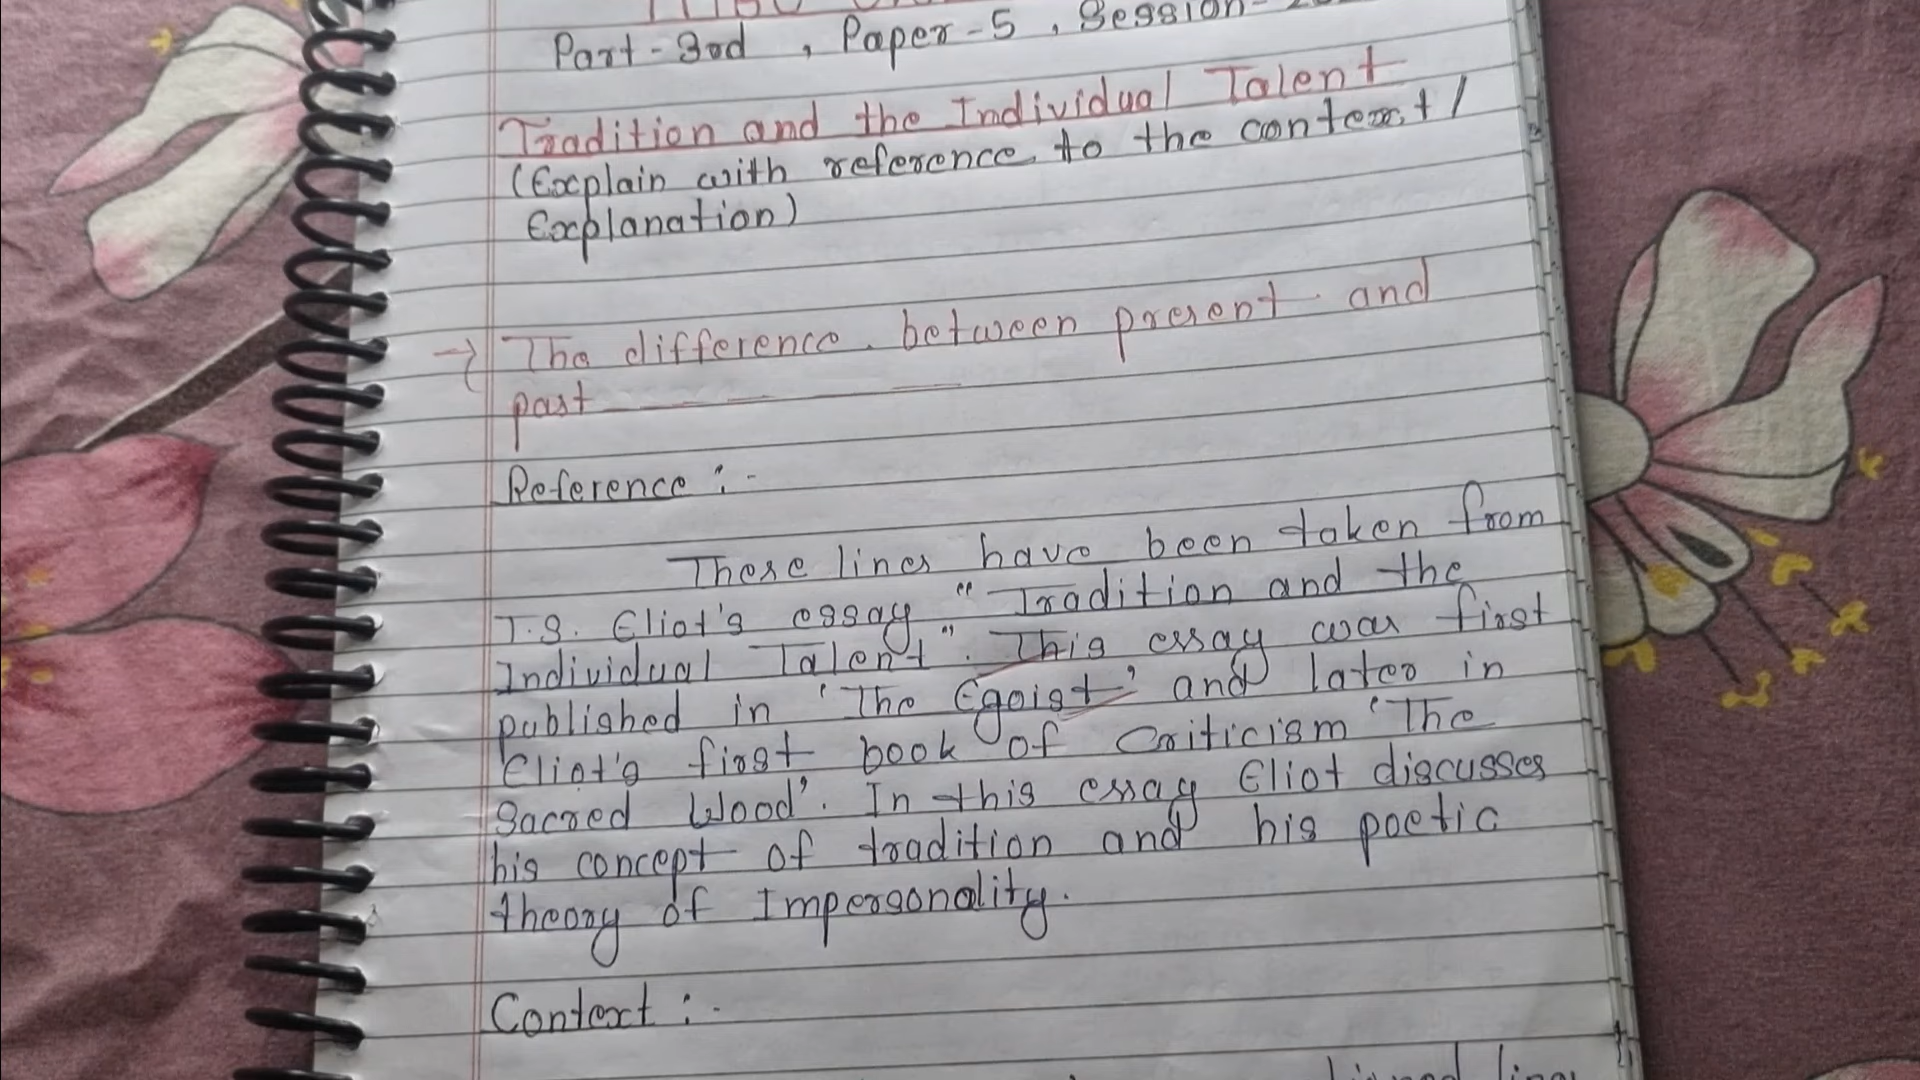 Part-3rd, Paper-5, Session-
Tradition and the Individual Talent
(Explain with reference to the context/
Explanation)
→ The difference between present and
past
Reference :-
These lines have been taken from
T.S. Eliot's essay "Tradition and the
Individual Talent". This essay was first
published in 'The Egoist' and later in
Eliot's first book of Criticism 'The
Sacred Wood'. In this essay Eliot discusses
his concept of tradition and his poetic
theory of Impersonality.
Context :-